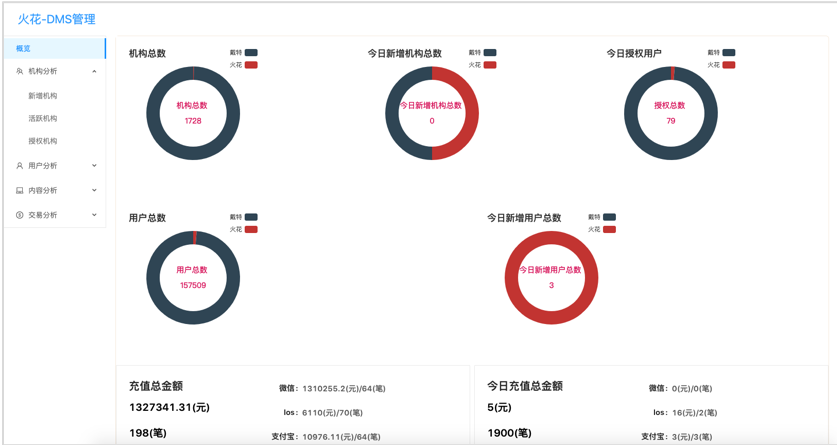 火花-DMS管理
概览
机构分析
新增机构
活跃机构
授权机构
用户分析
内容分析
交易分析
机构总数
戴特
火花
机构总数
1728
今日新增机构总数
戴特
火花
今日新增机构总数
0
今日授权用户
戴特
火花
授权总数
79
用户总数
戴特
火花
用户总数
157509
今日新增用户总数
戴特
火花
今日新增用户总数
3
充值总金额
1327341.31(元)
198(笔)
微信：1310255.2(元)/64(笔)
Ios：6110(元)/70(笔)
支付宝：10976.11(元)/64(笔)
今日充值总金额
5(元)
1900(笔)
微信：0(元)/0(笔)
Ios：16(元)/2(笔)
支付宝：3(元)/3(笔)